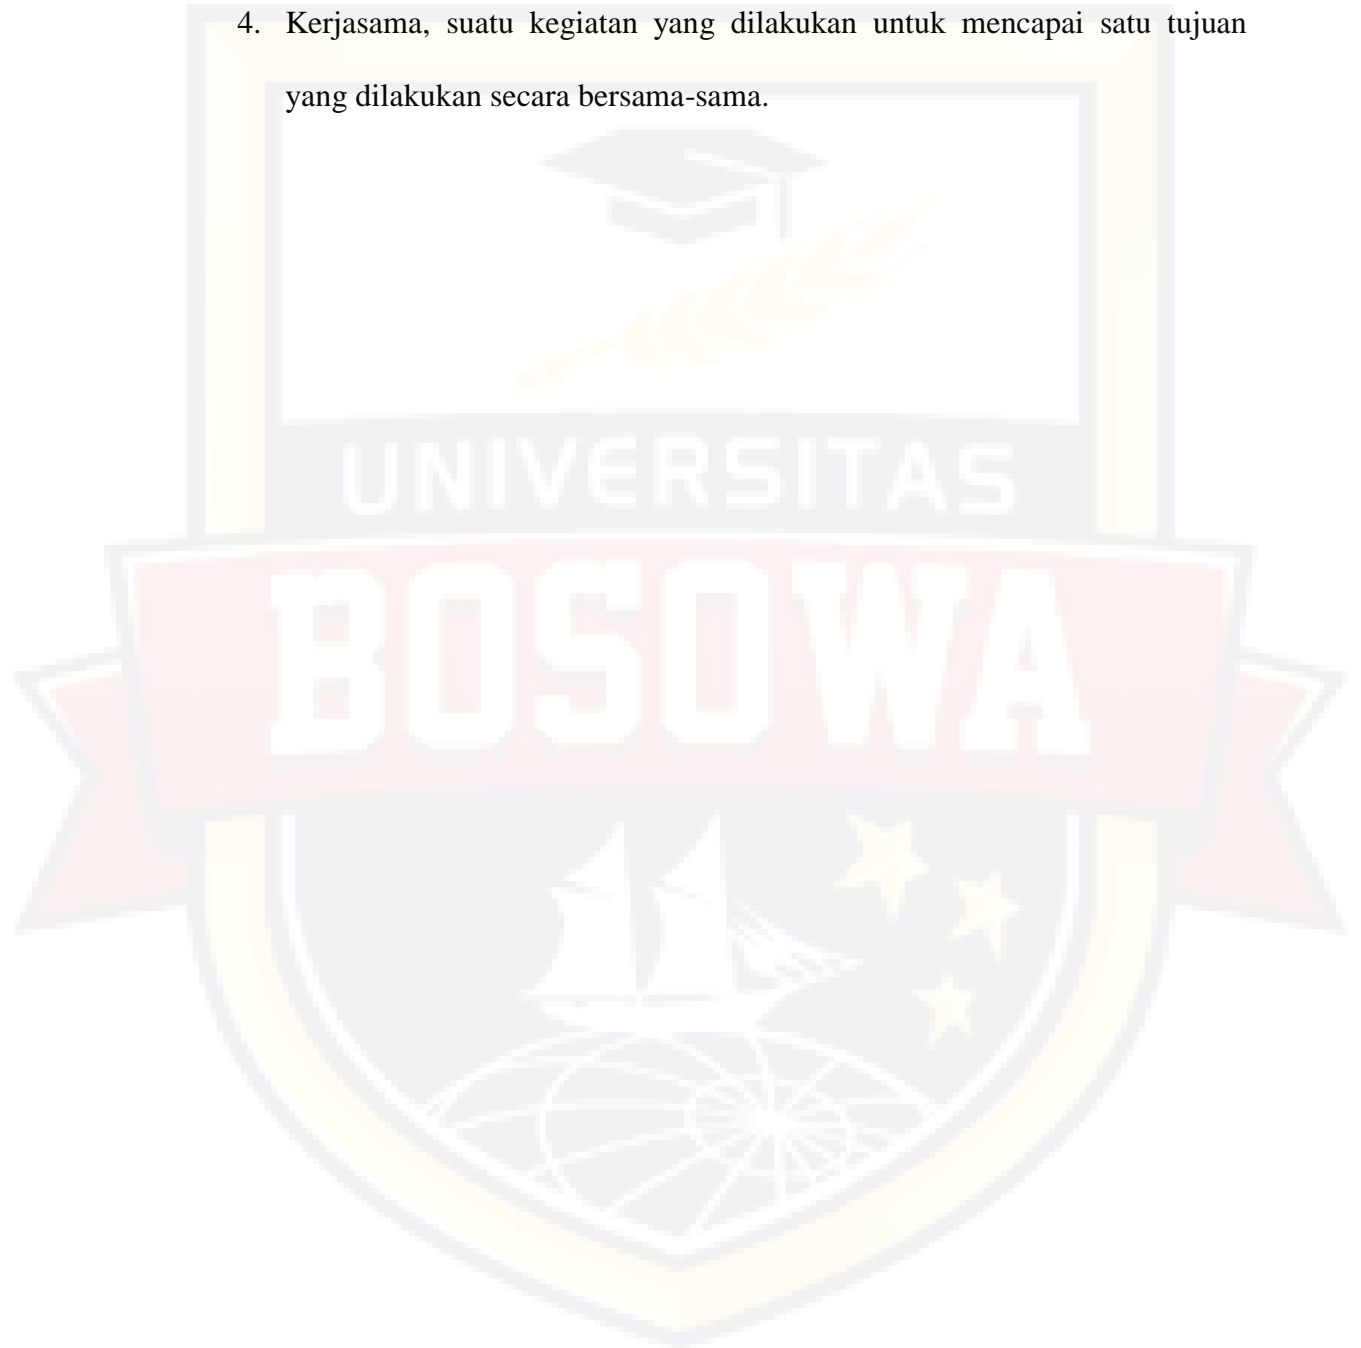 4. Kerjasama, suatu kegiatan yang dilakukan untuk mencapai satu tujuan
yang dilakukan secara bersama-sama.
UNIVERSITAS
BOSOWA